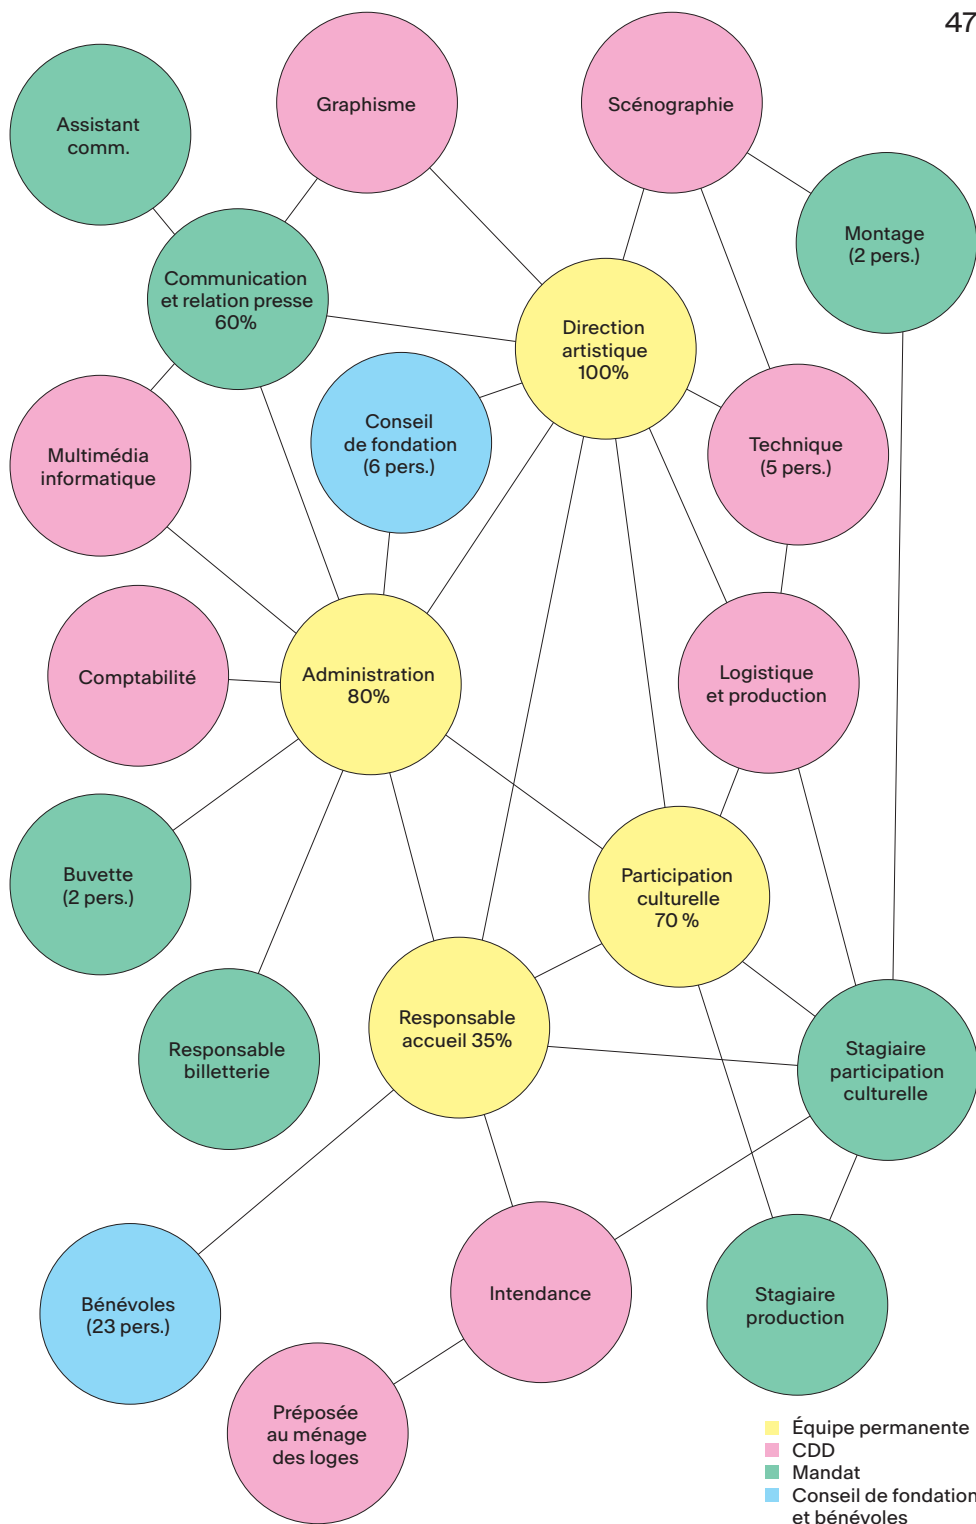 47
Graphisme
Scénographie
Assistant
comm.
Montage
(2 pers.)
Communication
et relation presse
60%
Direction
artistique
100%
Conseil
de fondation
(6 pers.)
Technique
(5 pers.)
Multimédia
informatique
Comptabilité
Administration
80%
Logistique
et production
Buvette
(2 pers.)
Participation
culturelle
70 %
Responsable
billetterie
Responsable
accueil 35%
Stagiaire
participation
culturelle
Bénévoles
(23 pers.)
Intendance
Stagiaire
production
Préposée
au ménage
des loges
Équipe permanente
CDD
Mandat
Conseil de fondation
et bénévoles